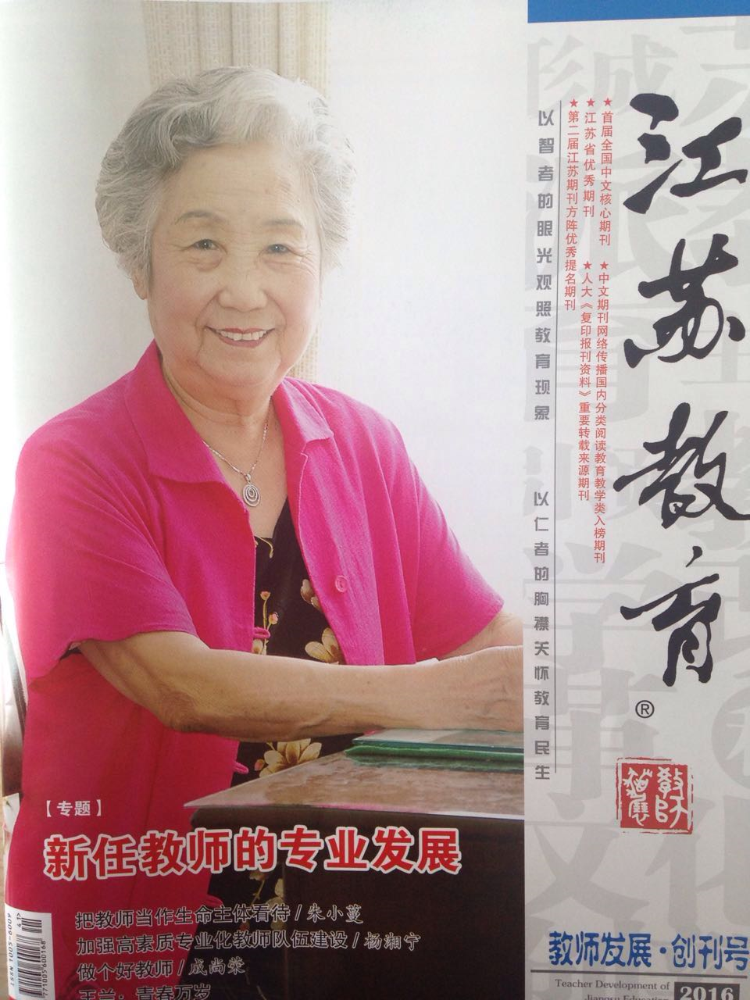 江苏教育
®
教师发展
★首届全国中文核心期刊
★中文期刊网络传播国内分类阅读教育教学类入榜期刊
★江苏省优秀期刊
★人大《复印报刊资料》重要转载来源期刊
★第二届江苏期刊方阵优秀提名期刊
以智者的眼光观照教育现象
以仁者的胸襟关怀教育民生
【专题】
新任教师的专业发展
把教师当作生命主体看待/朱小蔓
加强高素质专业化教师队伍建设/杨湘宁
做个好教师/成尚荣
王兰：青春万岁
ISSN 1005-6009
41>
771005600168
教师发展·创刊号
Teacher Development of
Jiangsu Education
2016